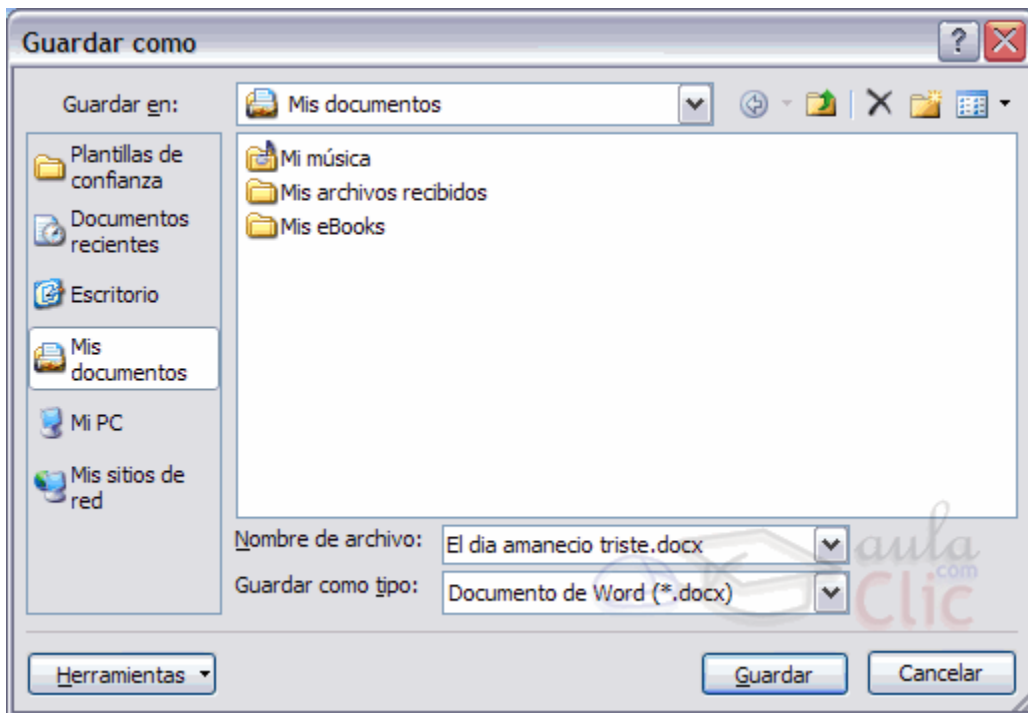 Guardar como
?
Guardar en:
Mis documentos
Plantillas de
confianza
Documentos
recientes
Escritorio
Mis
documentos
Mi PC
Mis sitios de
red
Mi música
Mis archivos recibidos
Mis eBooks
Nombre de archivo:
El dia amanecio triste.docx
Guardar como tipo:
Documento de Word (*.docx)
aula
.com
Clic
Herramientas
Guardar
Cancelar